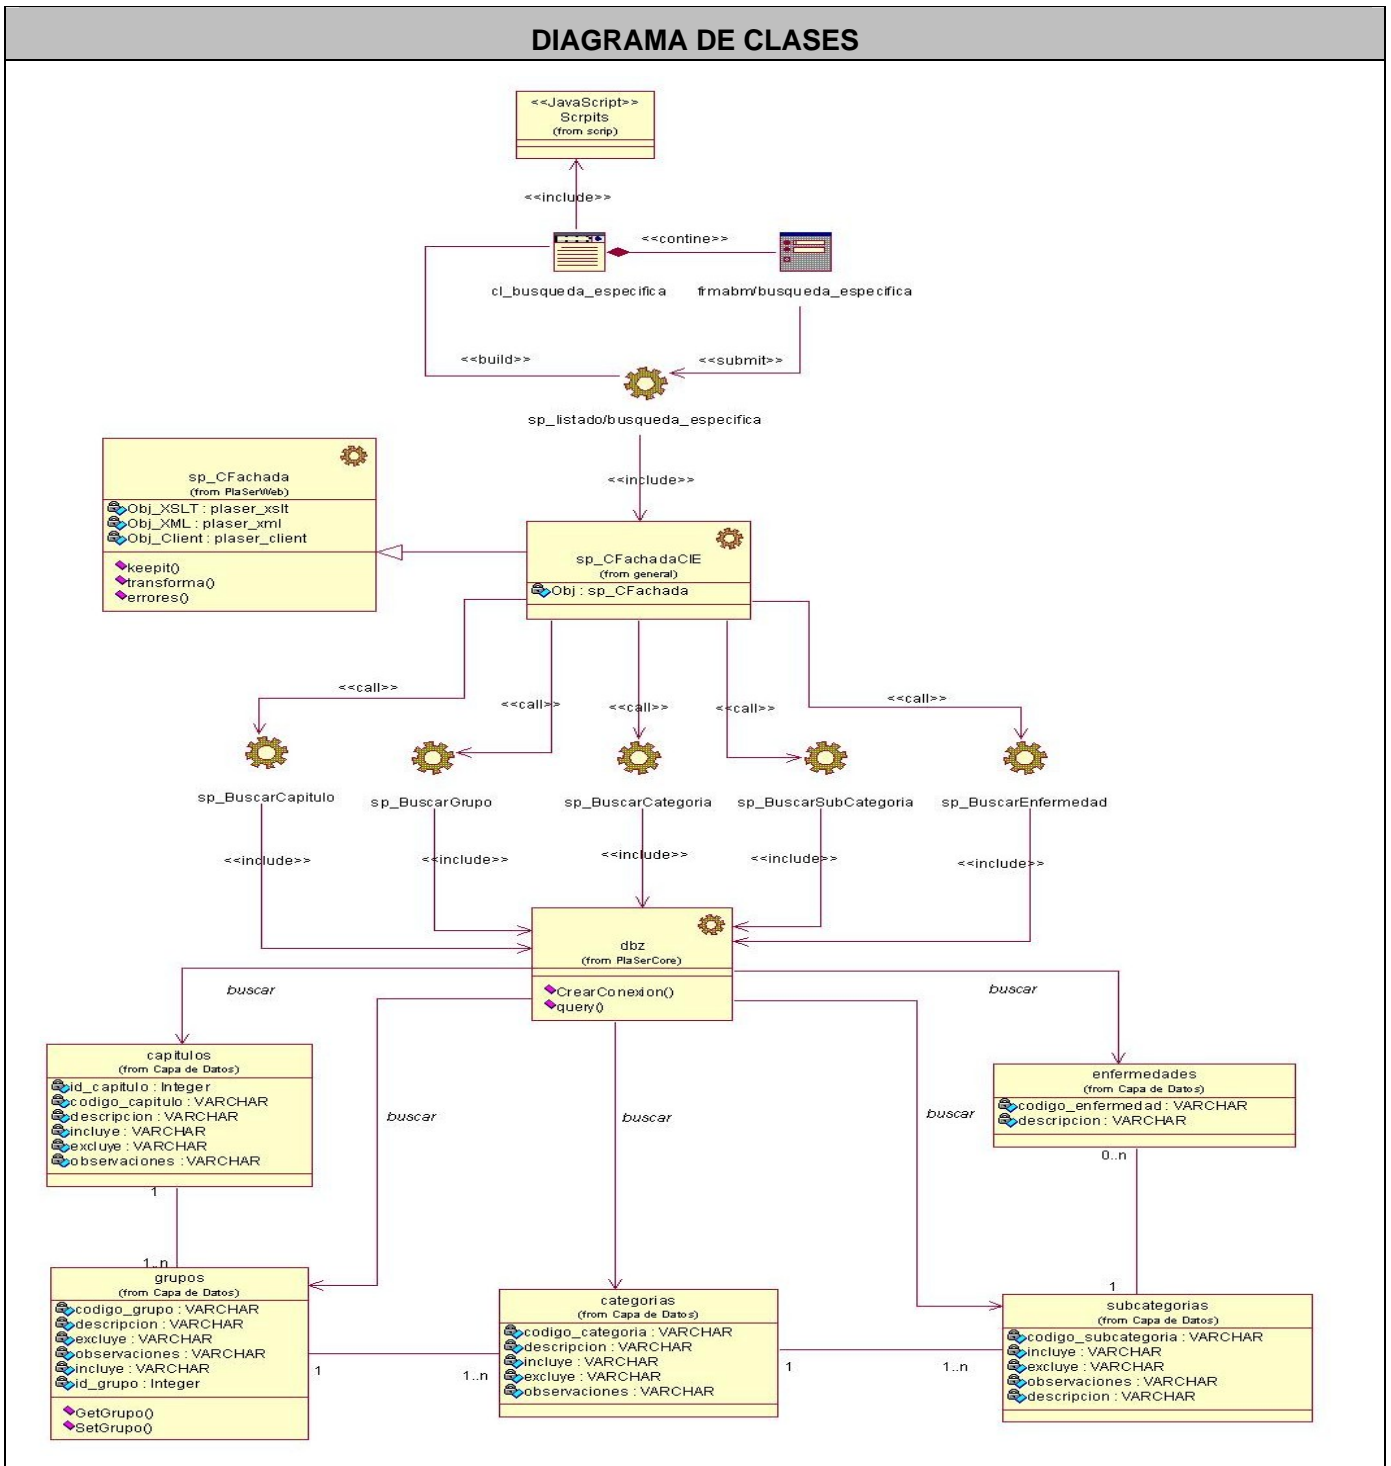 DIAGRAMA DE CLASES
<<JavaScript>>
Scrpits
(from scrip)
<<include>>
<<contine>>
cl_busqueda_especifica
frmabm/busqueda_especifica
<<build>>
<<submit>>
sp_listado/busqueda_especifica
<<include>>
sp_CFachada
(from PlaSerWeb)
Obj_XSLT : plaser_xslt
Obj_XML : plaser_xml
Obj_Client : plaser_client
keepit()
transforma()
errores()
sp_CFachadaCIE
(from general)
Obj : sp_CFachada
<<call>>
<<call>>
<<call>>
<<call>>
<<call>>
sp_BuscarCapitulo
sp_BuscarGrupo
sp_BuscarCategoria
sp_BuscarSubCategoria
sp_BuscarEnfermedad
<<include>>
<<include>>
<<include>>
<<include>>
<<include>>
dbz
(from PlaSerCore)
CrearConexion()
query()
buscar
buscar
buscar
buscar
buscar
capitulos
(from Capa de Datos)
id_capitulo : Integer
codigo_capitulo : VARCHAR
descripcion : VARCHAR
incluye : VARCHAR
excluye : VARCHAR
observaciones : VARCHAR
enfermedades
(from Capa de Datos)
codigo_enfermedad : VARCHAR
descripcion : VARCHAR
0..n
1
1..n
grupos
(from Capa de Datos)
codigo_grupo : VARCHAR
descripcion : VARCHAR
excluye : VARCHAR
observaciones : VARCHAR
incluye : VARCHAR
id_grupo : Integer
GetGrupo()
SetGrupo()
1
1..n
categorias
(from Capa de Datos)
codigo_categoria : VARCHAR
descripcion : VARCHAR
incluye : VARCHAR
excluye : VARCHAR
observaciones : VARCHAR
1
1..n
1
subcategorias
(from Capa de Datos)
codigo_subcategoria : VARCHAR
incluye : VARCHAR
excluye : VARCHAR
observaciones : VARCHAR
descripcion : VARCHAR